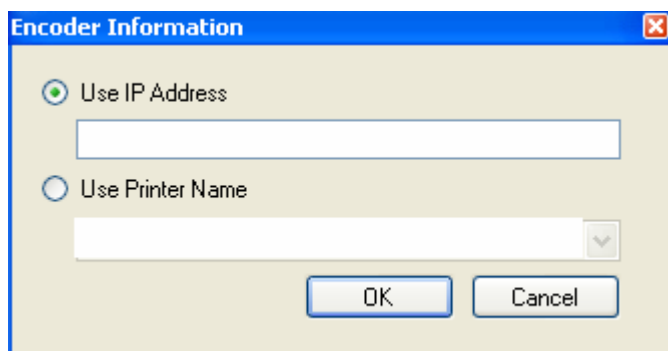 Encoder Information
Use IP Address
Use Printer Name
OK
Cancel